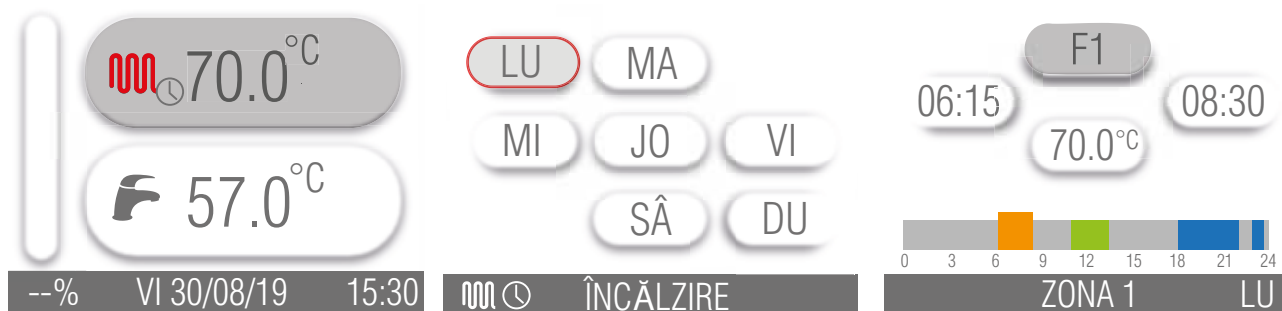 70.0°C
57.0°C
--% VI 30/08/19 15:30
LU MA
MI JO VI
SÂ DU
ÎNCĂLZIRE
F1
06:15 08:30
70.0°C
0 3 6 9 12 15 18 21 24
ZONA 1 LU